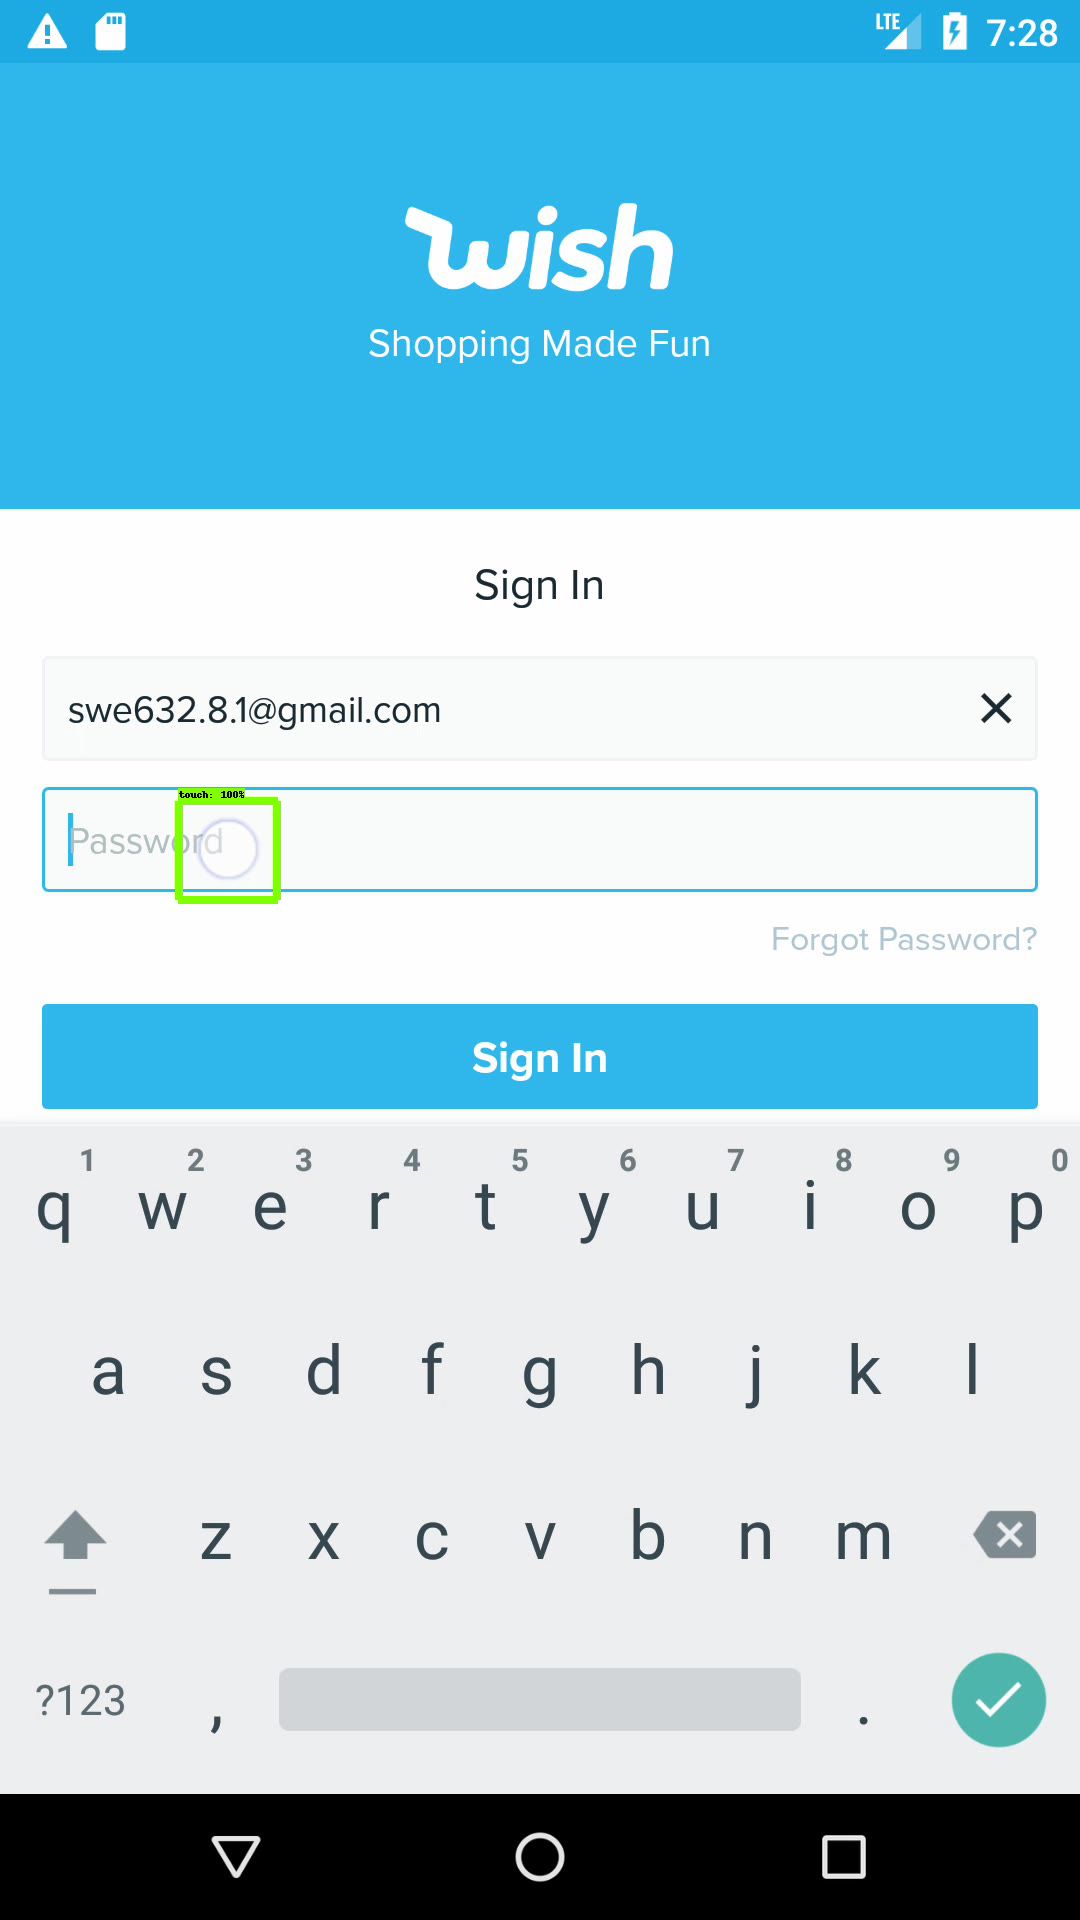 LTE 7:28
wish
Shopping Made Fun
Sign In
swe632.8.1@gmail.com
touch: 100%
Password
Forgot Password?
Sign In
1 2 3 4 5 6 7 8 9 0
q w e r t y u i o p
a s d f g h j k l
z x c v b n m
?123 , .